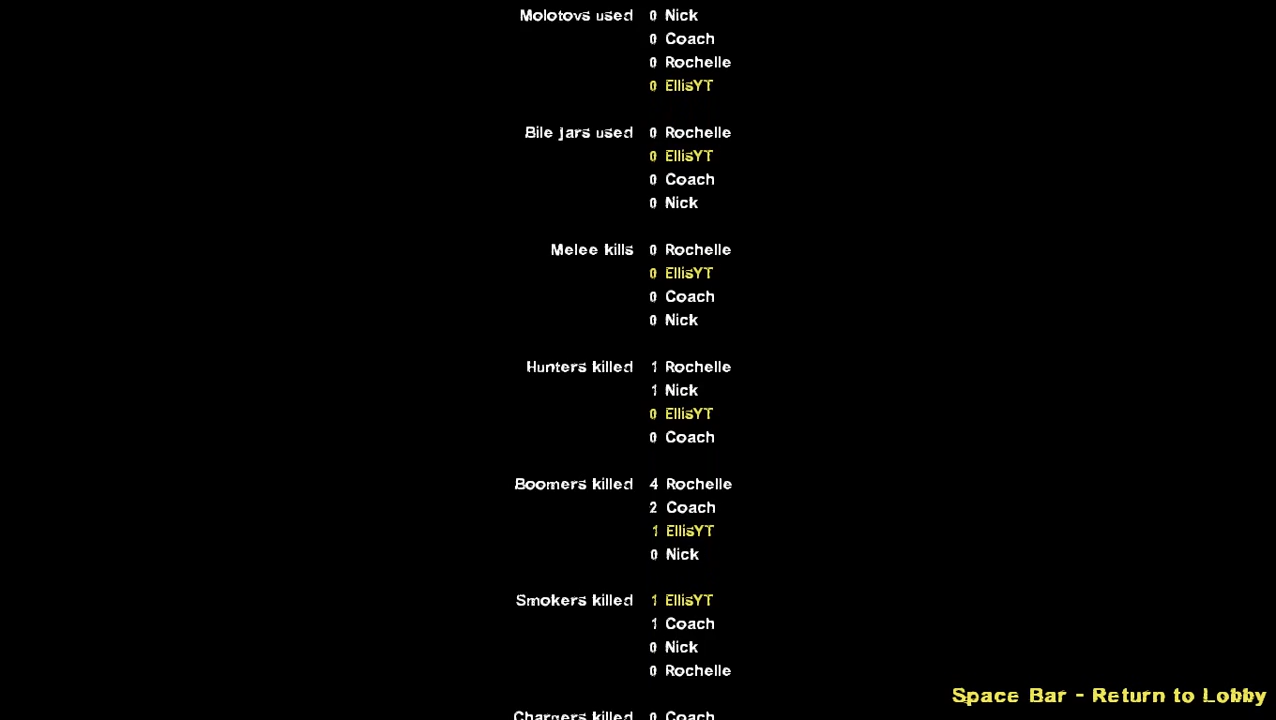 Molotovs used 0 Nick
0 Coach
0 Rochelle
0 EllisYT
Bile jars used 0 Rochelle
0 EllisYT
0 Coach
0 Nick
Melee kills 0 Rochelle
0 EllisYT
0 Coach
0 Nick
Hunters killed 1 Rochelle
1 Nick
0 EllisYT
0 Coach
Boomers killed 4 Rochelle
2 Coach
1 EllisYT
0 Nick
Smokers killed 1 EllisYT
1 Coach
0 Nick
0 Rochelle
Space Bar - Return to Lobby
Chargers killed 0 Coach